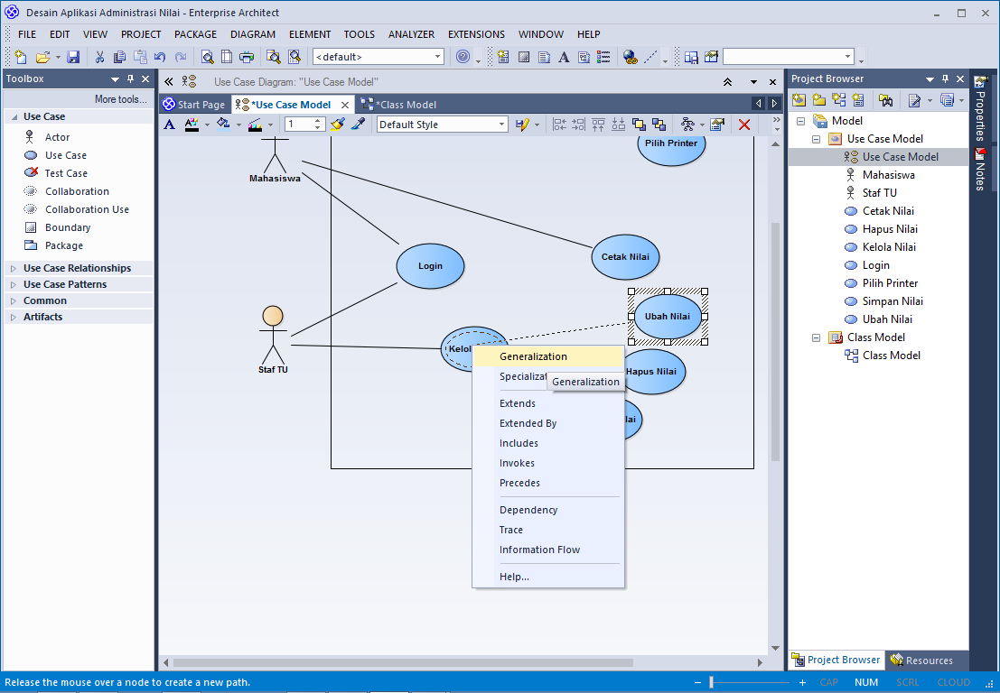 Desain Aplikasi Administrasi Nilai - Enterprise Architect
FILE EDIT VIEW PROJECT PACKAGE DIAGRAM ELEMENT TOOLS ANALYZER EXTENSIONS WINDOW HELP
<default>
Toolbox
More tools...
Use Case
Actor
Use Case
Test Case
Collaboration
Collaboration Use
Boundary
Package
Use Case Relationships
Use Case Patterns
Common
Artifacts
Use Case Diagram: "Use Case Model"
Start Page
*Use Case Model
*Class Model
1
Default Style
Pilih Printer
Mahasiswa
Cetak Nilai
Login
Ubah Nilai
Kelol
Staf TU
Hapus Nilai
lai
Generalization
Specializat
Generalization
Extends
Extended By
Includes
Invokes
Precedes
Dependency
Trace
Information Flow
Help...
Project Browser
Model
Use Case Model
Use Case Model
Mahasiswa
Staf TU
Cetak Nilai
Hapus Nilai
Kelola Nilai
Login
Pilih Printer
Simpan Nilai
Ubah Nilai
Class Model
Class Model
Project Browser
Resources
Properties
Notes
Release the mouse over a node to create a new path.
CAP NUM SCRL CLOUD